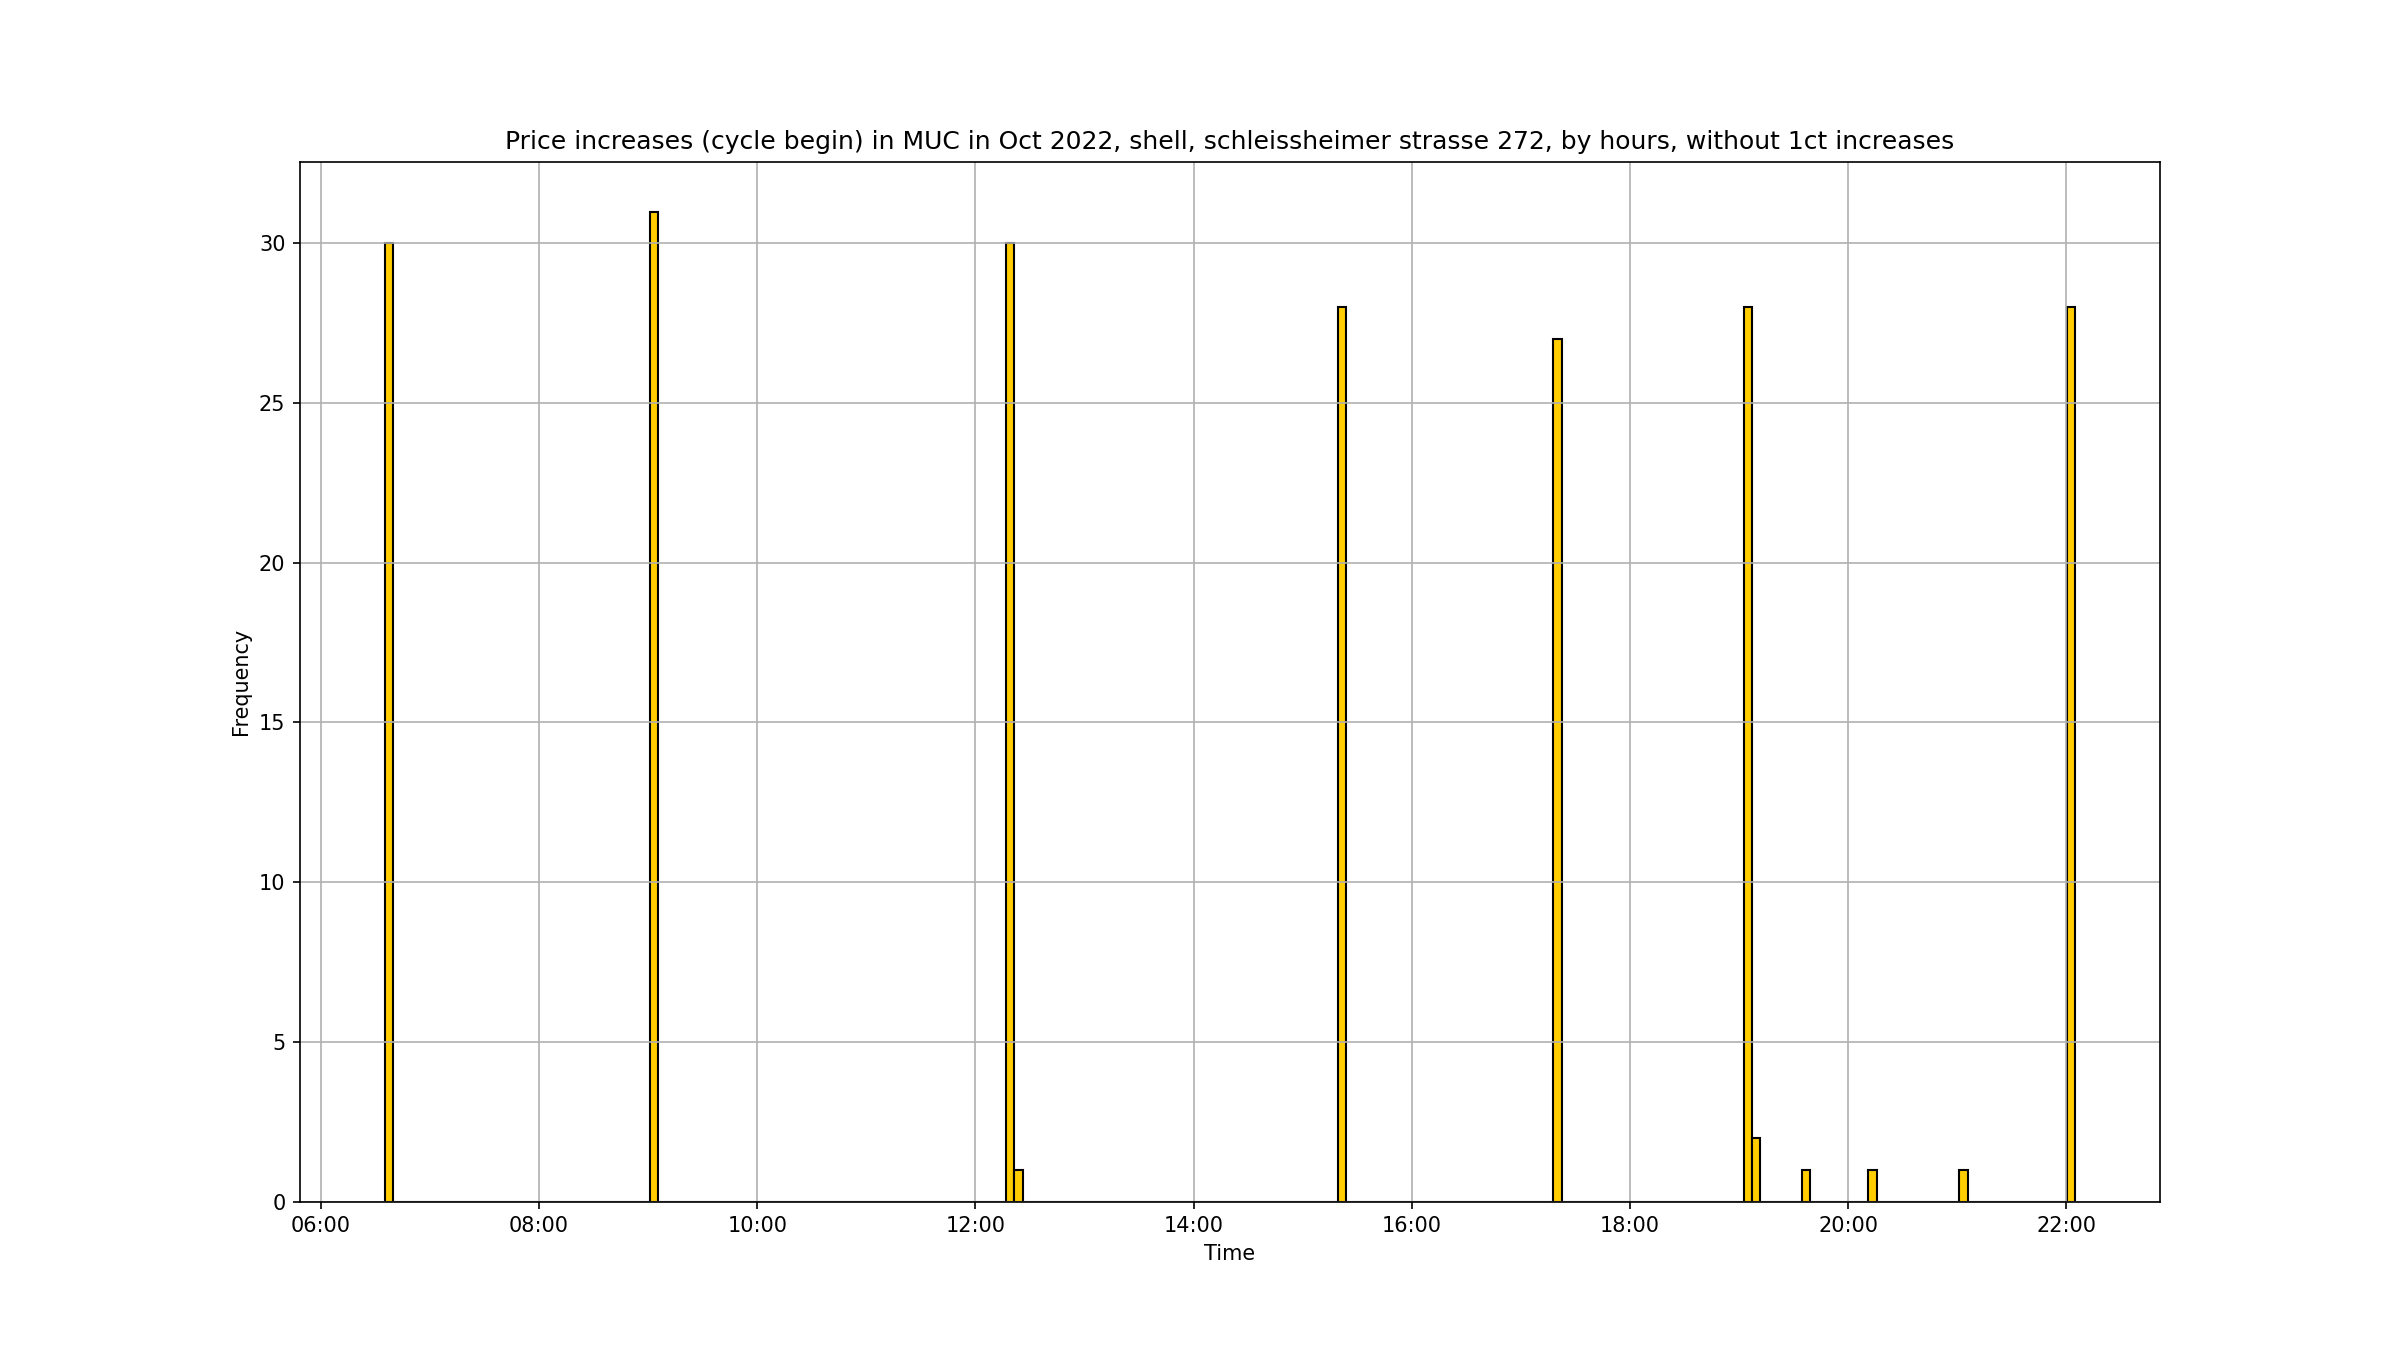 Price increases (cycle begin) in MUC in Oct 2022, shell, schleissheimer strasse 272, by hours, without 1ct increases
30
25
20
15
10
5
0
Frequency
06:00 08:00 10:00 12:00 14:00 16:00 18:00 20:00 22:00
Time